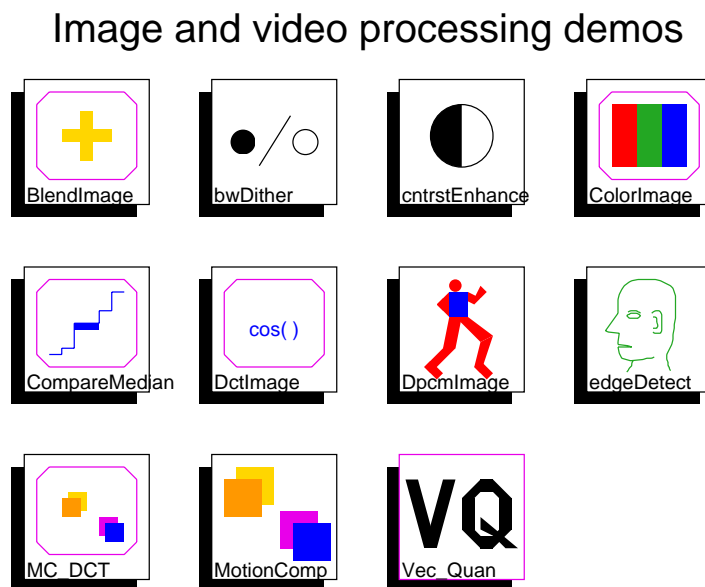 Image and video processing demos
BlendImage
bwDither
cntrstEnhance
ColorImage
cos( )
CompareMedian
DctImage
DpcmImage
edgeDetect
VQ
MC_DCT
MotionComp
Vec_Quan